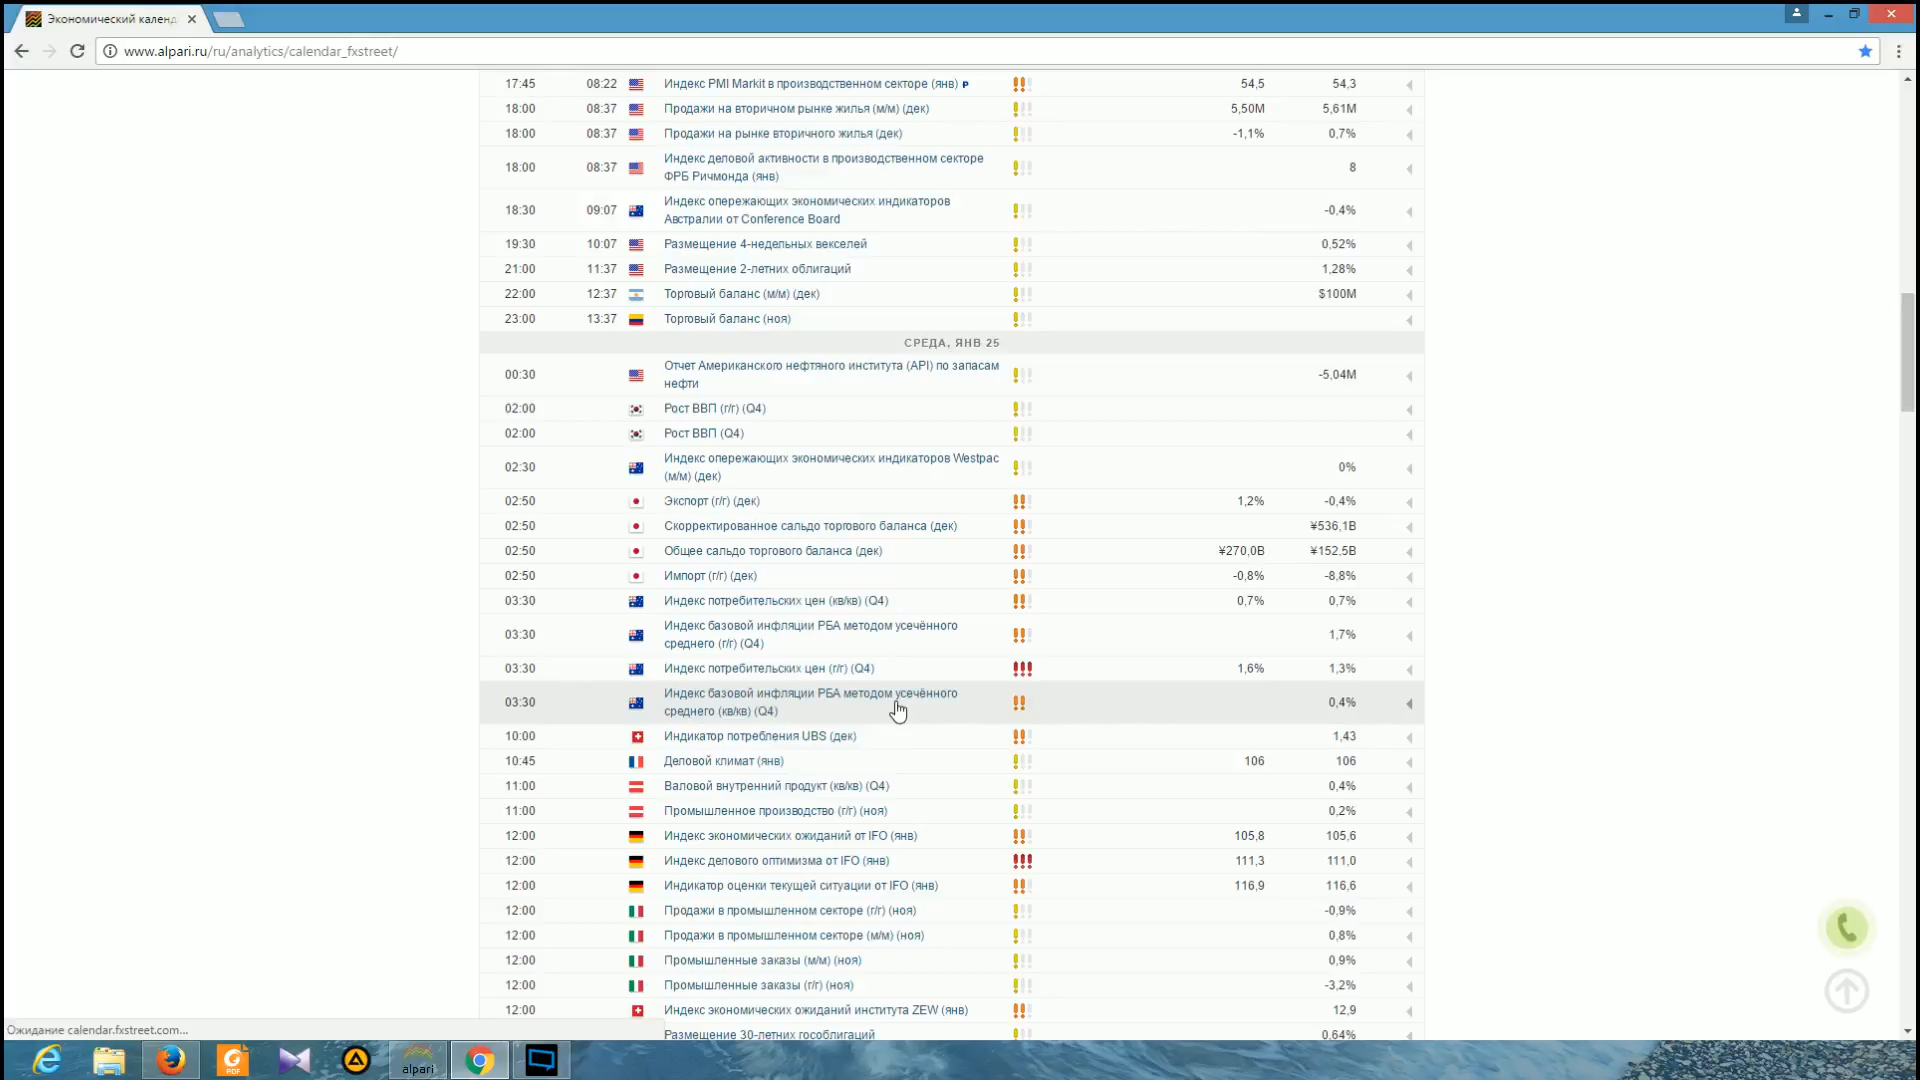 Экономический календ
www.alpari.ru/ru/analytics/calendar_fxstreet/
17:45 08:22 Индекс PMI Markit в производственном секторе (янв) P 54,5 54,3
18:00 08:37 Продажи на вторичном рынке жилья (м/м) (дек) 5,50M 5,61M
18:00 08:37 Продажи на рынке вторичного жилья (дек) -1,1% 0,7%
Индекс деловой активности в производственном секторе
18:00 08:37 ФРБ Ричмонда (янв) 8
Индекс опережающих экономических индикаторов
18:30 09:07 Австралии от Conference Board -0,4%
19:30 10:07 Размещение 4-недельных векселей 0,52%
21:00 11:37 Размещение 2-летних облигаций 1,28%
22:00 12:37 Торговый баланс (м/м) (дек) $100M
23:00 13:37 Торговый баланс (ноя)
СРЕДА, ЯНВ 25
Отчет Американского нефтяного института (API) по запасам
00:30 нефти -5,04M
02:00 Рост ВВП (г/г) (Q4)
02:00 Рост ВВП (Q4)
Индекс опережающих экономических индикаторов Westpac
02:30 (м/м) (дек) 0%
02:50 Экспорт (г/г) (дек) 1,2% -0,4%
02:50 Скорректированное сальдо торгового баланса (дек) ¥536,1B
02:50 Общее сальдо торгового баланса (дек) ¥270,0B ¥152,5B
02:50 Импорт (г/г) (дек) -0,8% -8,8%
03:30 Индекс потребительских цен (кв/кв) (Q4) 0,7% 0,7%
Индекс базовой инфляции РБА методом усечённого
03:30 среднего (г/г) (Q4) 1,7%
03:30 Индекс потребительских цен (г/г) (Q4) 1,6% 1,3%
Индекс базовой инфляции РБА методом усечённого
03:30 среднего (кв/кв) (Q4) 0,4%
10:00 Индикатор потребления UBS (дек) 1,43
10:45 Деловой климат (янв) 106 106
11:00 Валовой внутренний продукт (кв/кв) (Q4) 0,4%
11:00 Промышленное производство (г/г) (ноя) 0,2%
12:00 Индекс экономических ожиданий от IFO (янв) 105,8 105,6
12:00 Индекс делового оптимизма от IFO (янв) 111,3 111,0
12:00 Индикатор оценки текущей ситуации от IFO (янв) 116,9 116,6
12:00 Продажи в промышленном секторе (г/г) (ноя) -0,9%
12:00 Продажи в промышленном секторе (м/м) (ноя) 0,8%
12:00 Промышленные заказы (м/м) (ноя) 0,9%
12:00 Промышленные заказы (г/г) (ноя) -3,2%
12:00 Индекс экономических ожиданий института ZEW (янв) 12,9
Ожидание calendar.fxstreet.com...
Размещение 30-летних гособлигаций 0,64%
PDF
alpari